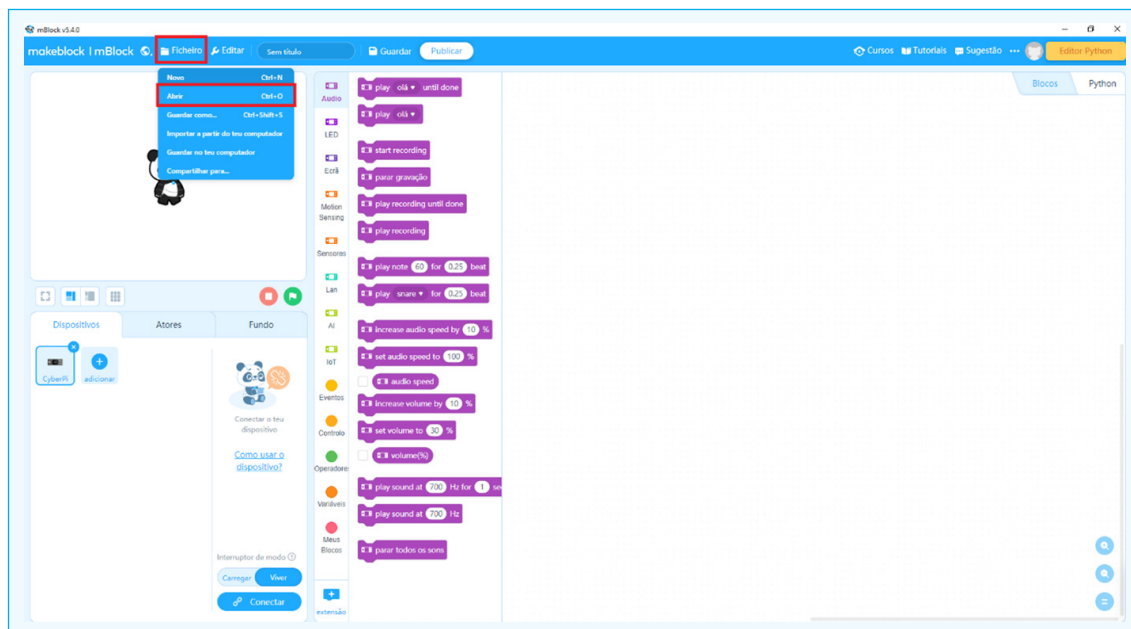 mBlock v5.4.0
makeblock | mBlock Ficheiro Editar Sem título Guardar Publicar Cursos Tutoriais Sugestão Editor Python
Novo Ctrl+N
Abrir Ctrl+O
Guardar como... Ctrl+Shift+S
Importar a partir do teu computador
Guardar no teu computador
Compartilhar para...
Audio
LED
Ecrã
Motion
Sensing
Sensores
Lan
AI
IoT
Eventos
Controlo
Operadores
Variáveis
Meus
Blocos
extensão
play olá until done
play olá
start recording
parar gravação
play recording until done
play recording
play note 60 for 0.25 beat
play snare for 0.25 beat
increase audio speed by 10 %
set audio speed to 100 %
audio speed
increase volume by 10 %
set volume to 30 %
volume(%)
play sound at 700 Hz for 1 se
play sound at 700 Hz
parar todos os sons
Blocos Python
Dispositivos Atores Fundo
CyberPi adicionar
Conectar o teu
dispositivo
Como usar o
dispositivo?
Interruptor de modo
Carregar Viver
Conectar